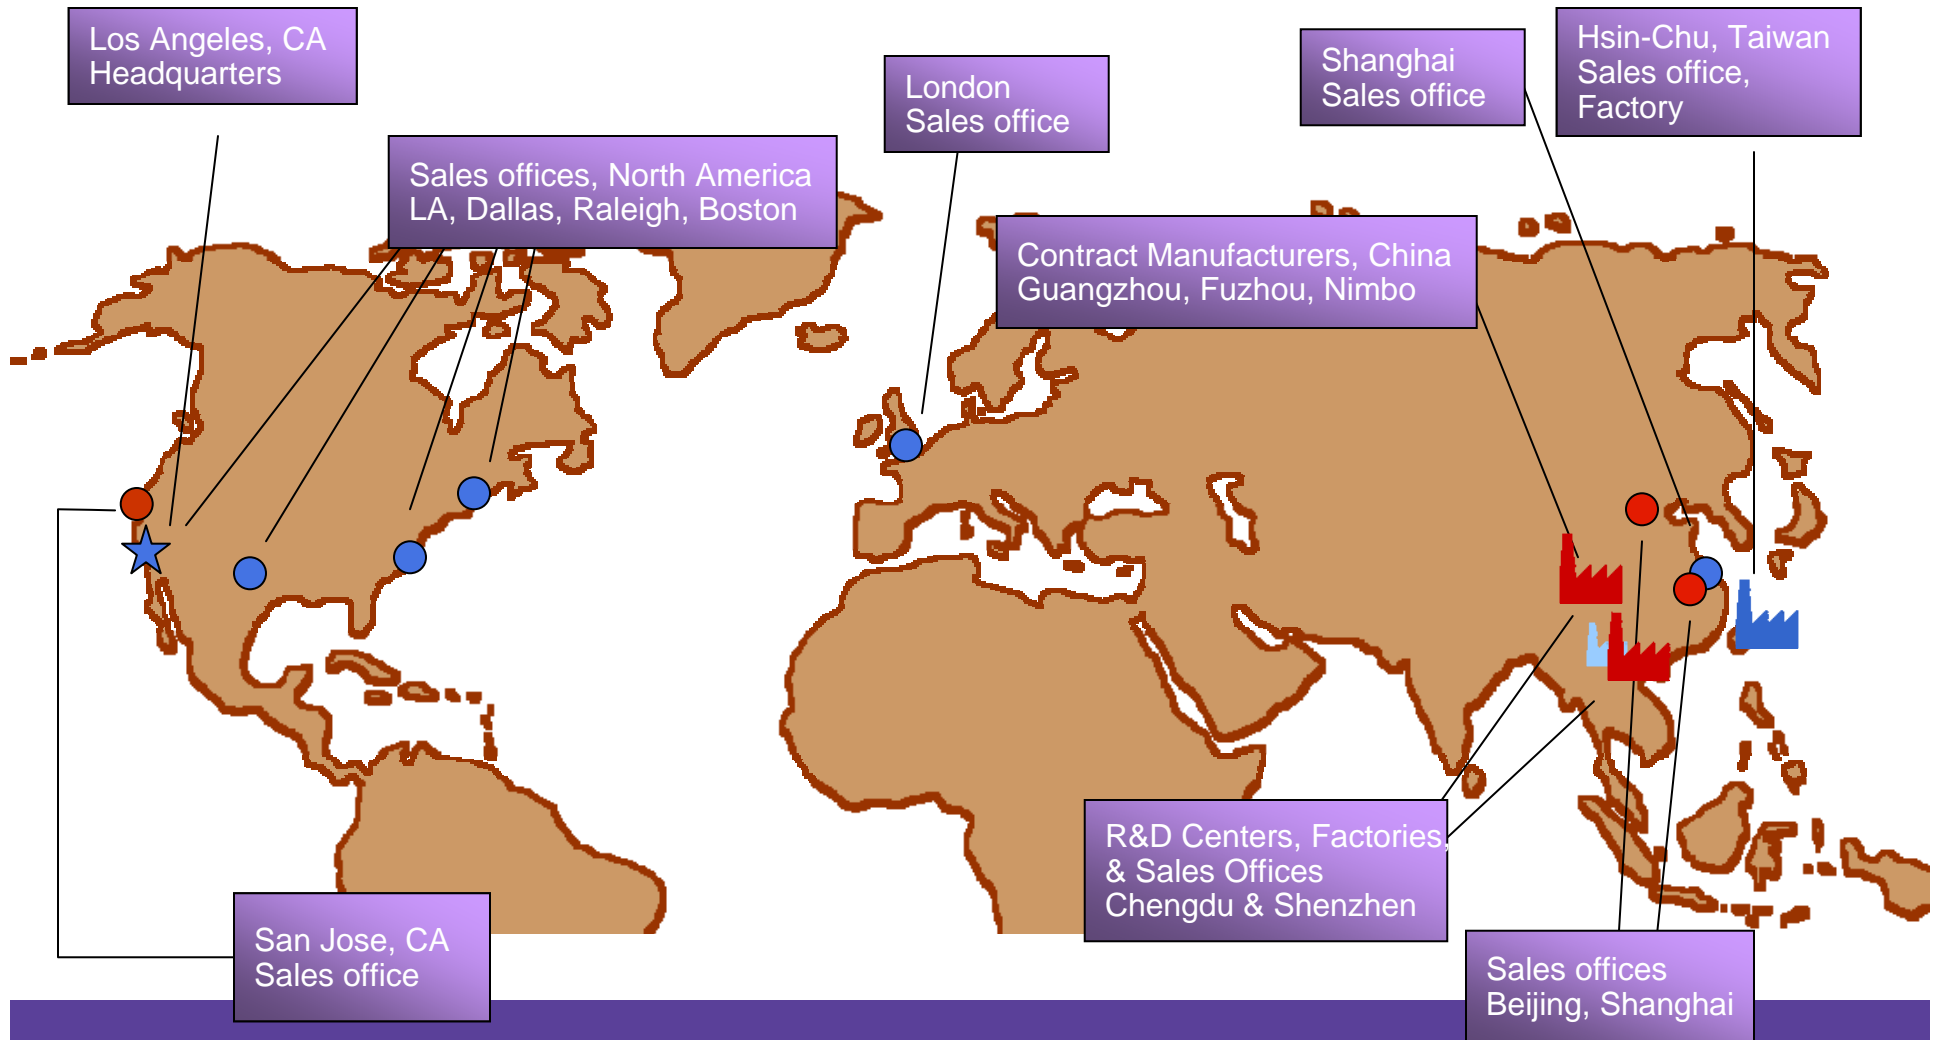 Los Angeles, CA
Headquarters
Sales offices, North America
LA, Dallas, Raleigh, Boston
London
Sales office
Shanghai
Sales office
Hsin-Chu, Taiwan
Sales office,
Factory
Contract Manufacturers, China
Guangzhou, Fuzhou, Nimbo
R&D Centers, Factories,
& Sales Offices
Chengdu & Shenzhen
San Jose, CA
Sales office
Sales offices
Beijing, Shanghai